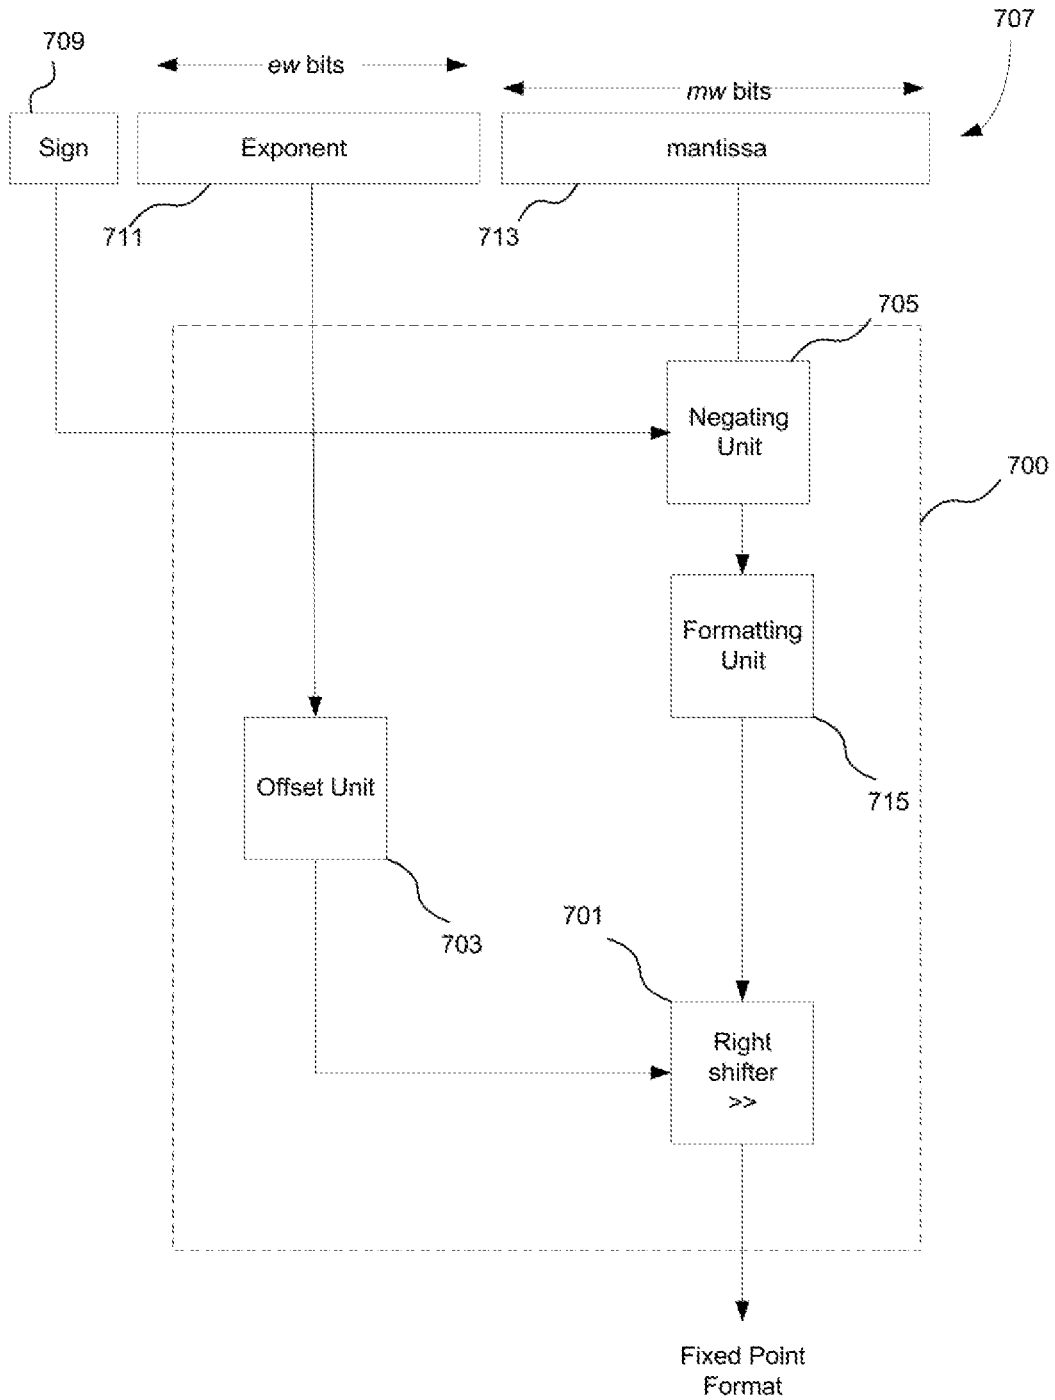 707
709
ew bits
mw bits
Sign
Exponent
mantissa
711
713
705
Negating
Unit
700
Formatting
Unit
Offset Unit
715
703
701
Right
shifter
>>
Fixed Point
Format